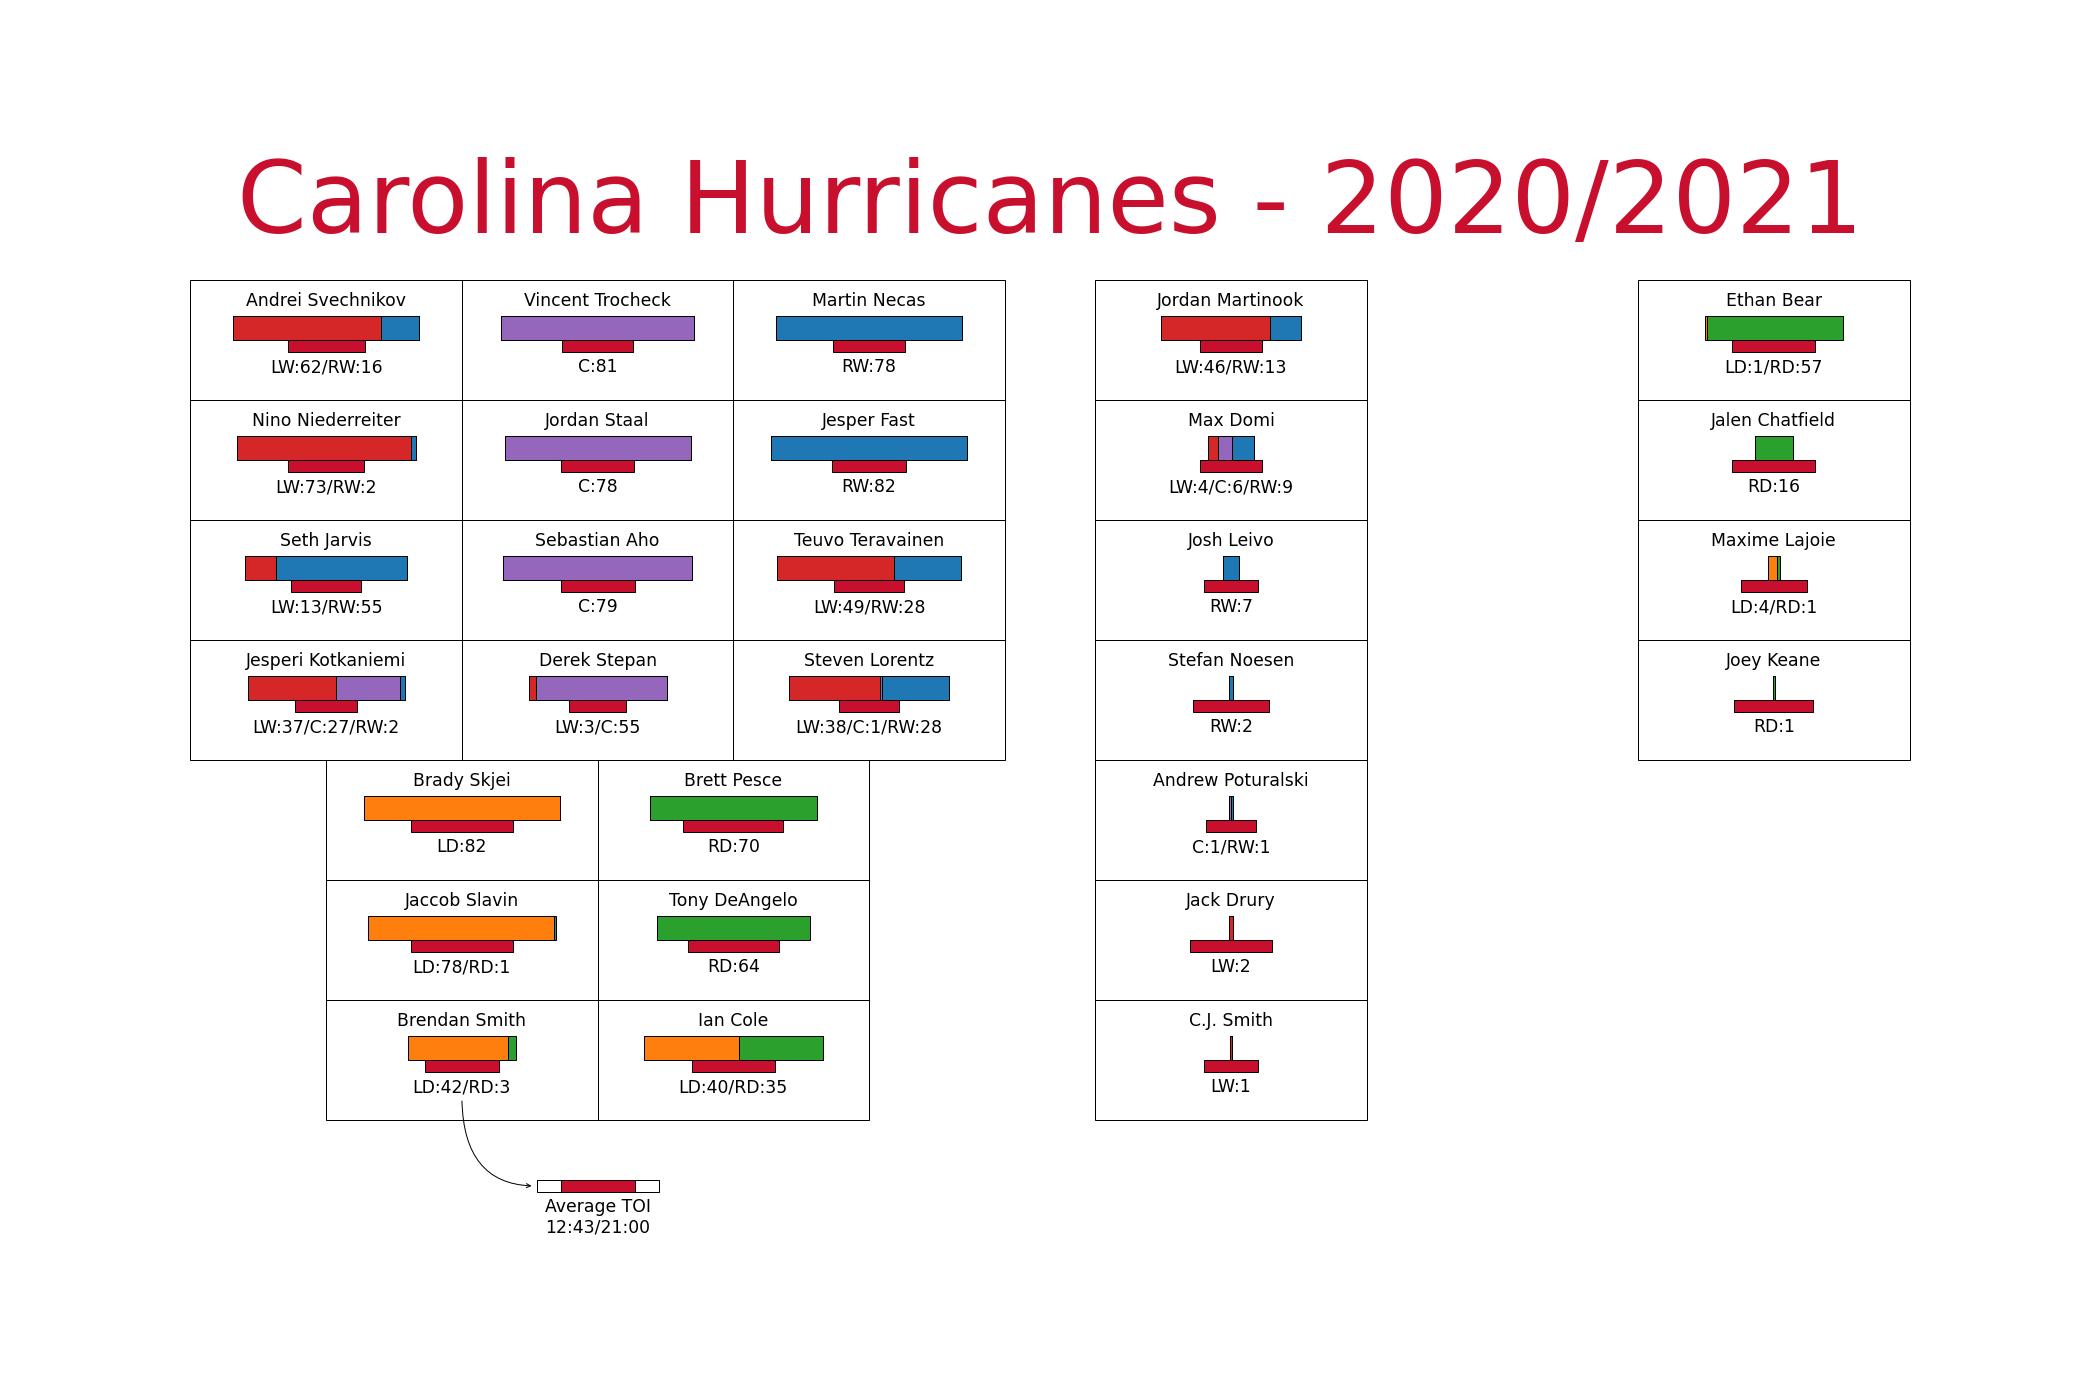 Carolina Hurricanes - 2020/2021
Andrei Svechnikov
LW:62/RW:16
Vincent Trocheck
C:81
Martin Necas
RW:78
Nino Niederreiter
LW:73/RW:2
Jordan Staal
C:78
Jesper Fast
RW:82
Seth Jarvis
LW:13/RW:55
Sebastian Aho
C:79
Teuvo Teravainen
LW:49/RW:28
Jesperi Kotkaniemi
LW:37/C:27/RW:2
Derek Stepan
LW:3/C:55
Steven Lorentz
LW:38/C:1/RW:28
Brady Skjei
LD:82
Brett Pesce
RD:70
Jaccob Slavin
LD:78/RD:1
Tony DeAngelo
RD:64
Brendan Smith
LD:42/RD:3
Ian Cole
LD:40/RD:35
Average TOI
12:43/21:00
Jordan Martinook
LW:46/RW:13
Max Domi
LW:4/C:6/RW:9
Josh Leivo
RW:7
Stefan Noesen
RW:2
Andrew Poturalski
C:1/RW:1
Jack Drury
LW:2
C.J. Smith
LW:1
Ethan Bear
LD:1/RD:57
Jalen Chatfield
RD:16
Maxime Lajoie
LD:4/RD:1
Joey Keane
RD:1